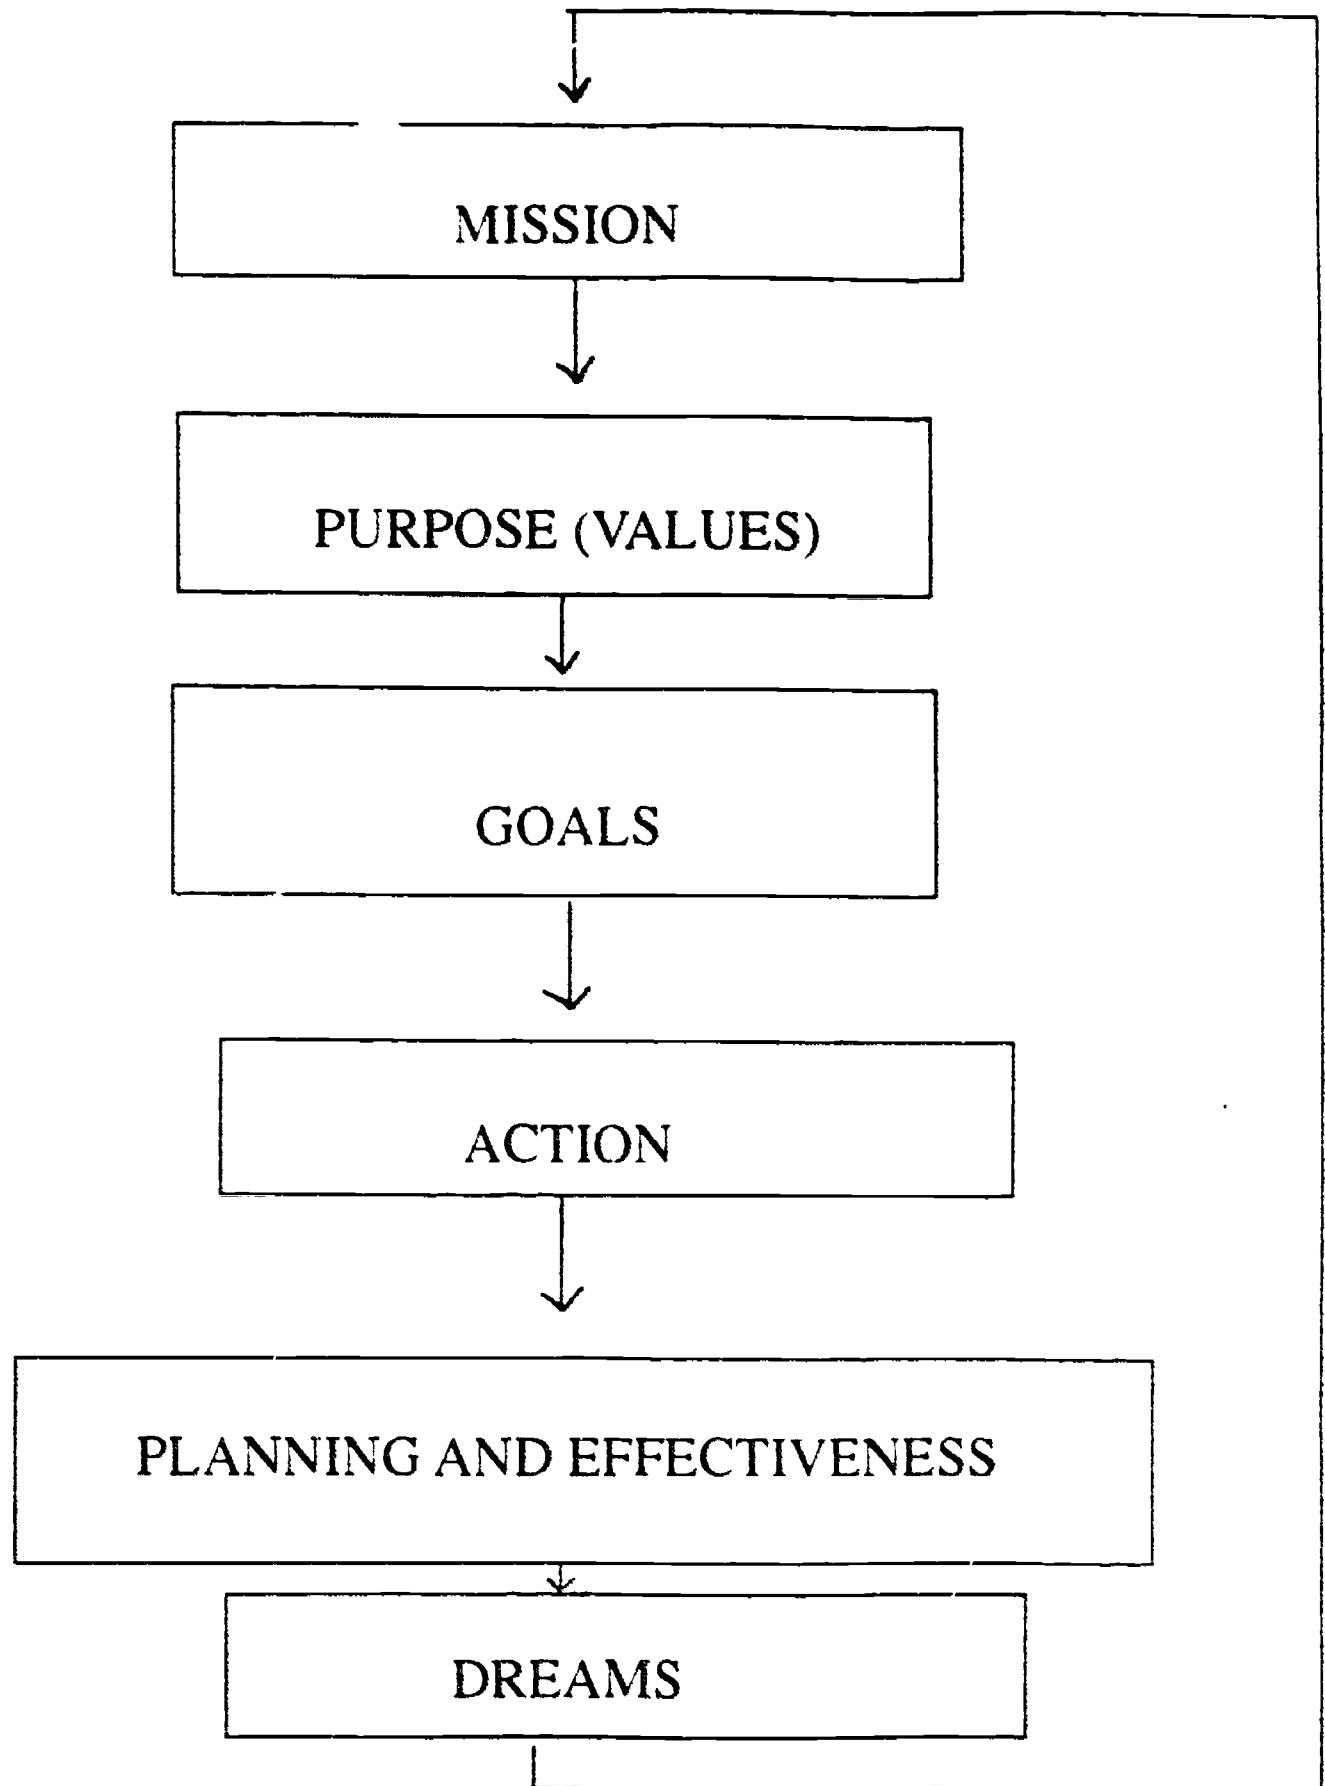 MISSION
PURPOSE (VALUES)
GOALS
ACTION
PLANNING AND EFFECTIVENESS
DREAMS